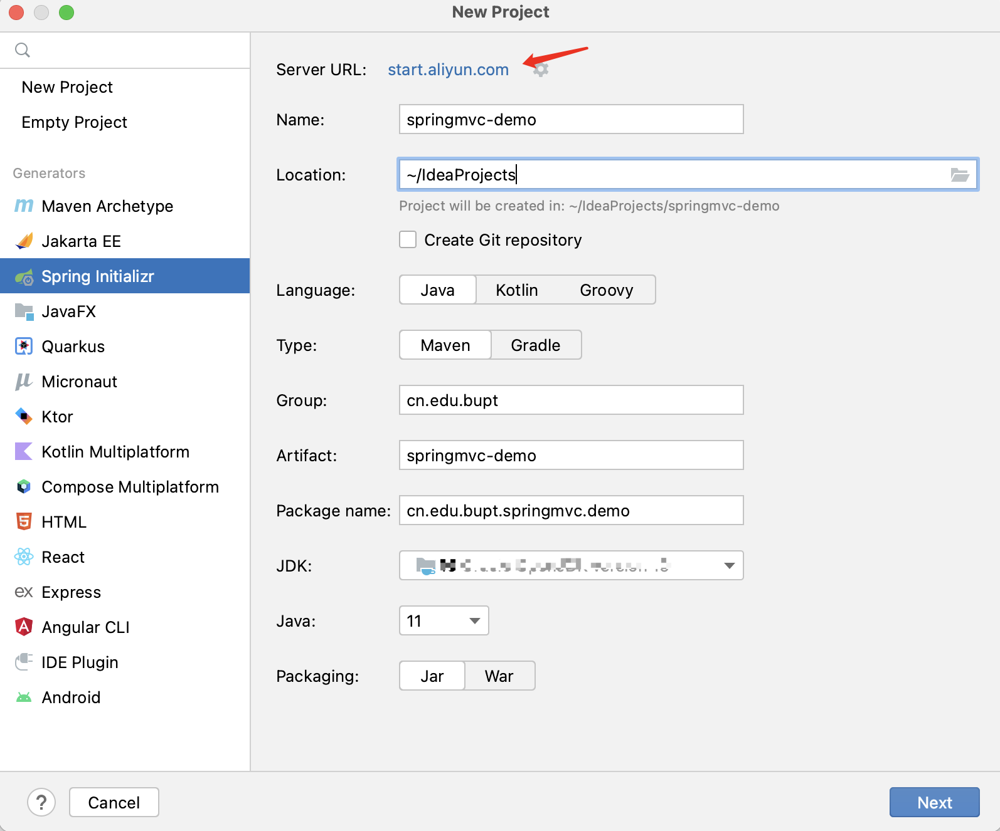 New Project
Server URL: start.aliyun.com
New Project
Empty Project
Generators
Maven Archetype
Jakarta EE
Spring Initializr
JavaFX
Quarkus
Micronaut
Ktor
Kotlin Multiplatform
Compose Multiplatform
HTML
React
ex Express
Angular CLI
IDE Plugin
Android
Name: springmvc-demo
Location: ~/IdeaProjects
Project will be created in: ~/IdeaProjects/springmvc-demo
Create Git repository
Language: Java Kotlin Groovy
Type: Maven Gradle
Group: cn.edu.bupt
Artifact: springmvc-demo
Package name: cn.edu.bupt.springmvc.demo
JDK:
Java: 11
Packaging: Jar War
? Cancel Next